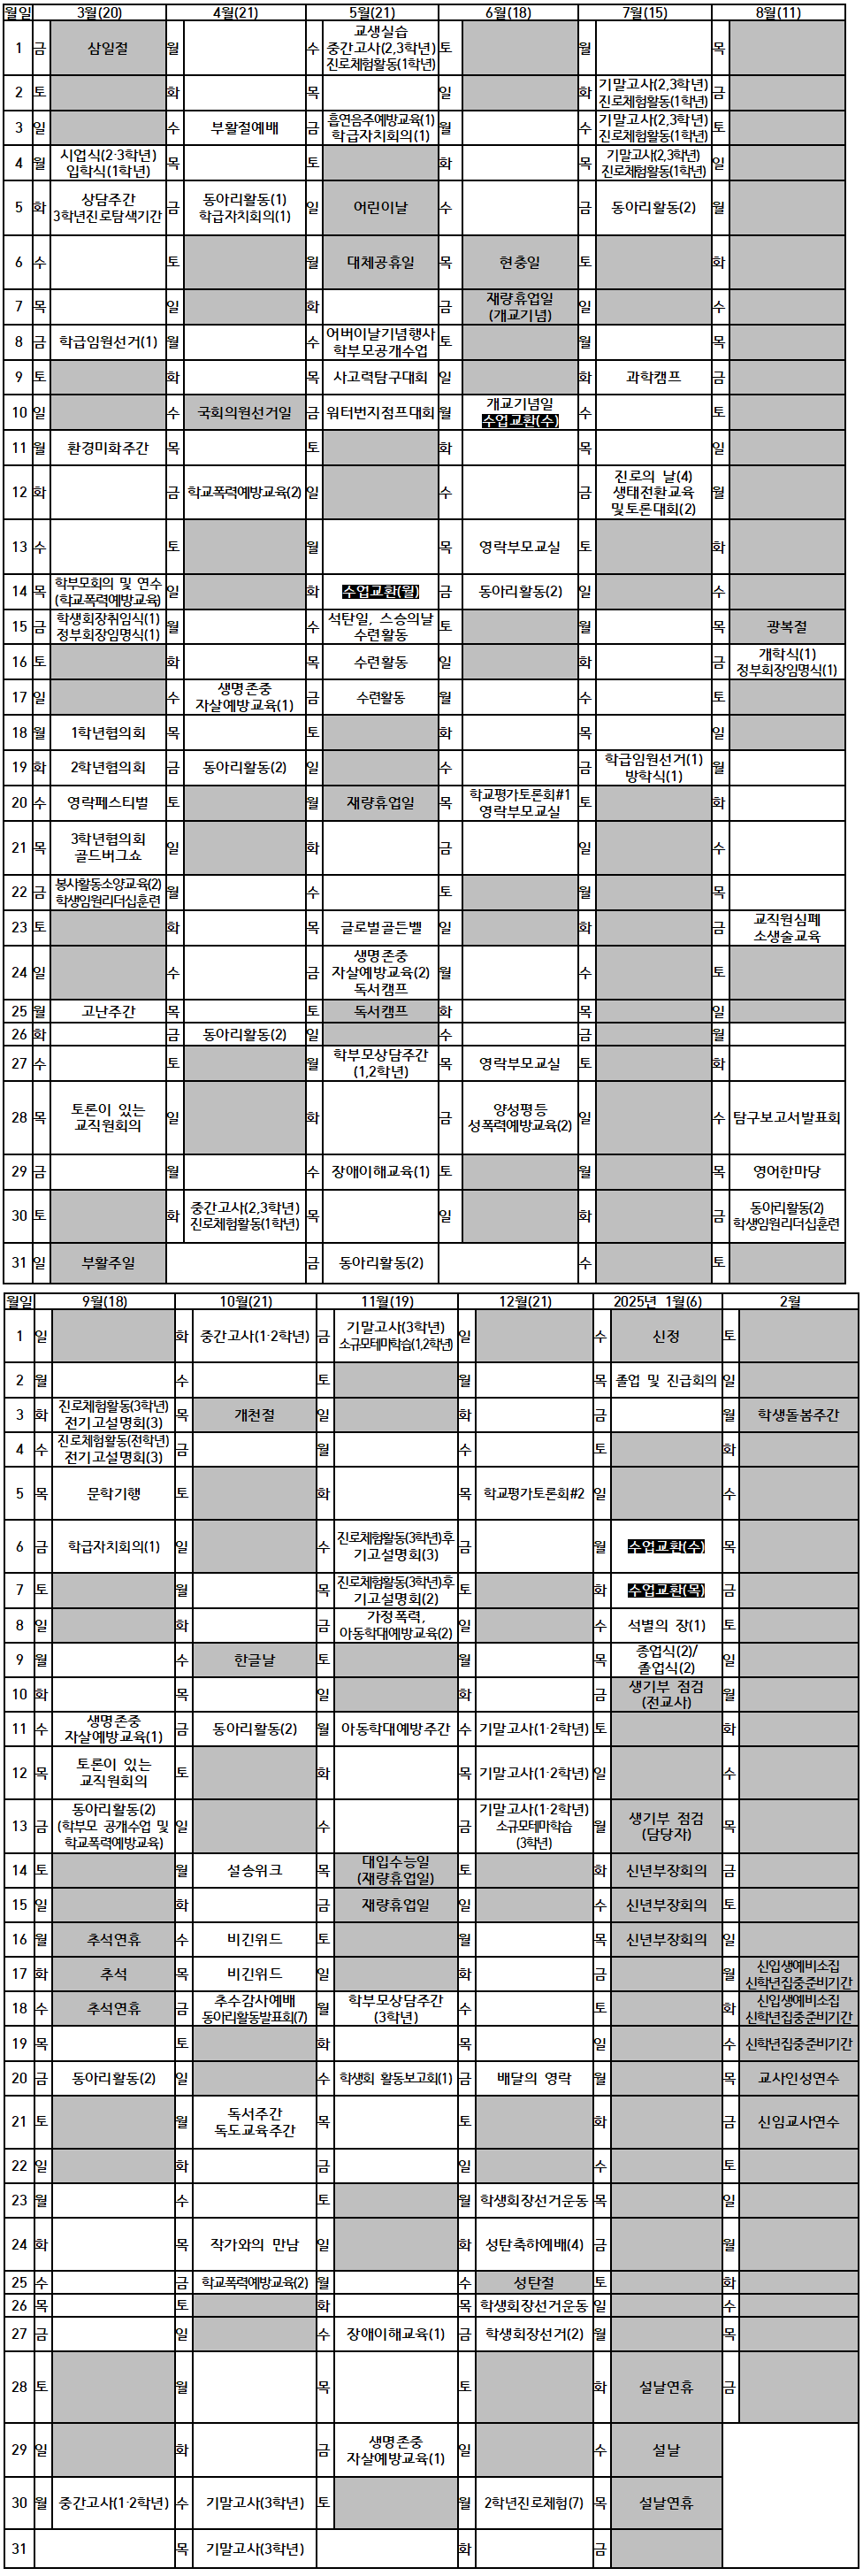 월일 3월(20) 4월(21) 5월(21) 6월(18) 7월(15) 8월(11)
1 금 삼일절 월 수 교생실습 토 월 목
중간고사(2,3학년)
진로체험활동(1학년)
2 토 화 목 일 화 기말고사(2,3학년) 금
진로체험활동(1학년)
3 일 수 부활절예배 금 흡연음주예방교육(1) 월 수 기말고사(2,3학년) 토
학급자치회의(1) 진로체험활동(1학년)
4 월 시업식(2·3학년) 목 토 화 목 기말고사(2,3학년) 일
입학식(1학년) 진로체험활동(1학년)
5 화 상담주간 금 동아리활동(1) 일 어린이날 수 금 동아리활동(2) 월
3학년진로탐색기간 학급자치회의(1)
6 수 토 월 대체공휴일 목 현충일 토 화
7 목 일 화 금 재량휴업일 일 수
(개교기념)
8 금 학급임원선거(1) 월 수 어버이날기념행사 토 월 목
학부모공개수업
9 토 화 목 사고력탐구대회 일 화 과학캠프 금
10 일 수 국회의원선거일 금 워터번지점프대회 월 개교기념일 수 토
수업교환(수)
11 월 환경미화주간 목 토 화 목 일
12 화 금 학교폭력예방교육(2) 일 수 금 진로의 날(4) 월
생태전환교육
및토론대회(2)
13 수 토 월 목 영락부모교실 토 화
14 목 학부모회의 및 연수 일 화 수업교환(월) 금 동아리활동(2) 일 수
(학교폭력예방교육)
15 금 학생회장취임식(1) 월 수 석탄일, 스승의날 토 월 목 광복절
정부회장임명식(1) 수련활동
16 토 화 목 수련활동 일 화 금 개학식(1)
정부회장임명식(1)
17 일 수 생명존중 금 수련활동 월 수 토
자살예방교육(1)
18 월 1학년협의회 목 토 화 목 일
19 화 2학년협의회 금 동아리활동(2) 일 수 금 학급임원선거(1) 월
방학식(1)
20 수 영락페스티벌 토 월 재량휴업일 목 학교평가토론회#1 토 화
영락부모교실
21 목 3학년협의회 일 화 금 일 수
골드버그쇼
22 금 봉사활동소양교육(2) 월 수 토 월 목
학생임원리더십훈련
23 토 화 목 글로벌골든벨 일 화 금 교직원심폐
소생술교육
24 일 수 금 생명존중 월 수 토
자살예방교육(2)
독서캠프
25 월 고난주간 목 토 독서캠프 화 목 일
26 화 금 동아리활동(2) 일 수 금 월
27 수 토 월 학부모상담주간 목 영락부모교실 토 화
(1,2학년)
28 목 토론이 있는 일 화 금 양성평등 일 수 탐구보고서발표회
교직원회의 성폭력예방교육(2)
29 금 월 수 장애이해교육(1) 토 월 목 영어한마당
30 토 화 중간고사(2,3학년) 목 일 화 금 동아리활동(2)
진로체험활동(1학년) 학생임원리더십훈련
31 일 부활주일 금 동아리활동(2) 수 토
월일 9월(18) 10월(21) 11월(19) 12월(21) 2025년 1월(6) 2월
1 일 화 중간고사(1·2학년) 금 기말고사(3학년) 일 수 신정 토
소규모테마학습(1,2학년)
2 월 수 토 월 목 졸업 및 진급회의 일
3 화 진로체험활동(3학년) 목 개천절 일 화 금 월 학생돌봄주간
전기고설명회(3)
4 수 진로체험활동(전학년) 금 월 수 토 화
전기고설명회(3)
5 목 문학기행 토 화 목 학교평가토론회#2 일 수
6 금 학급자치회의(1) 일 수 진로체험활동(3학년)후 금 월 수업교환(수) 목
기고설명회(3)
7 토 월 목 진로체험활동(3학년)후 토 화 수업교환(목) 금
기고설명회(2)
8 일 화 금 가정폭력, 일 수 석별의 장(1) 토
아동학대예방교육(2)
9 월 수 한글날 토 월 목 종업식(2)/ 일
졸업식(2)
10 화 목 일 화 금 생기부 점검 월
(전교사)
11 수 생명존중 금 동아리활동(2) 월 아동학대예방주간 수 기말고사(1·2학년) 토 화
자살예방교육(1)
12 목 토론이 있는 토 화 목 기말고사(1·2학년) 일 수
교직원회의
13 금 동아리활동(2) 일 수 금 기말고사(1·2학년) 월 생기부 점검 목
(학부모 공개수업 및 소규모테마학습 (담당자)
학교폭력예방교육) (3학년)
14 토 월 설송위크 목 대입수능일 토 화 신년부장회의 금
(재량휴업일)
15 일 화 금 재량휴업일 일 수 신년부장회의 토
16 월 추석연휴 수 비긴위드 토 월 목 신년부장회의 일
17 화 추석 목 비긴위드 일 화 금 월 신입생예비소집
신학년집중준비기간
18 수 추석연휴 금 추수감사예배 월 학부모상담주간 수 토 화 신입생예비소집
동아리활동발표회(7) (3학년) 신학년집중준비기간
19 목 토 화 목 일 수 신학년집중준비기간
20 금 동아리활동(2) 일 수 학생회 활동보고회(1) 금 배달의 영락 월 목 교사인성연수
21 토 월 독서주간 목 토 화 금 신임교사연수
독도교육주간
22 일 화 금 일 수 토
23 월 수 토 월 학생회장선거운동 목 일
24 화 목 작가와의 만남 일 화 성탄축하예배(4) 금 월
25 수 금 학교폭력예방교육(2) 월 수 성탄절 토 화
26 목 토 화 목 학생회장선거운동 일 수
27 금 일 수 장애이해교육(1) 금 학생회장선거(2) 월 목
28 토 월 목 토 화 설날연휴 금
29 일 화 금 생명존중 일 수 설날
자살예방교육(1)
30 월 중간고사(1·2학년) 수 기말고사(3학년) 토 월 2학년진로체험(7) 목 설날연휴
31 목 기말고사(3학년) 화 금